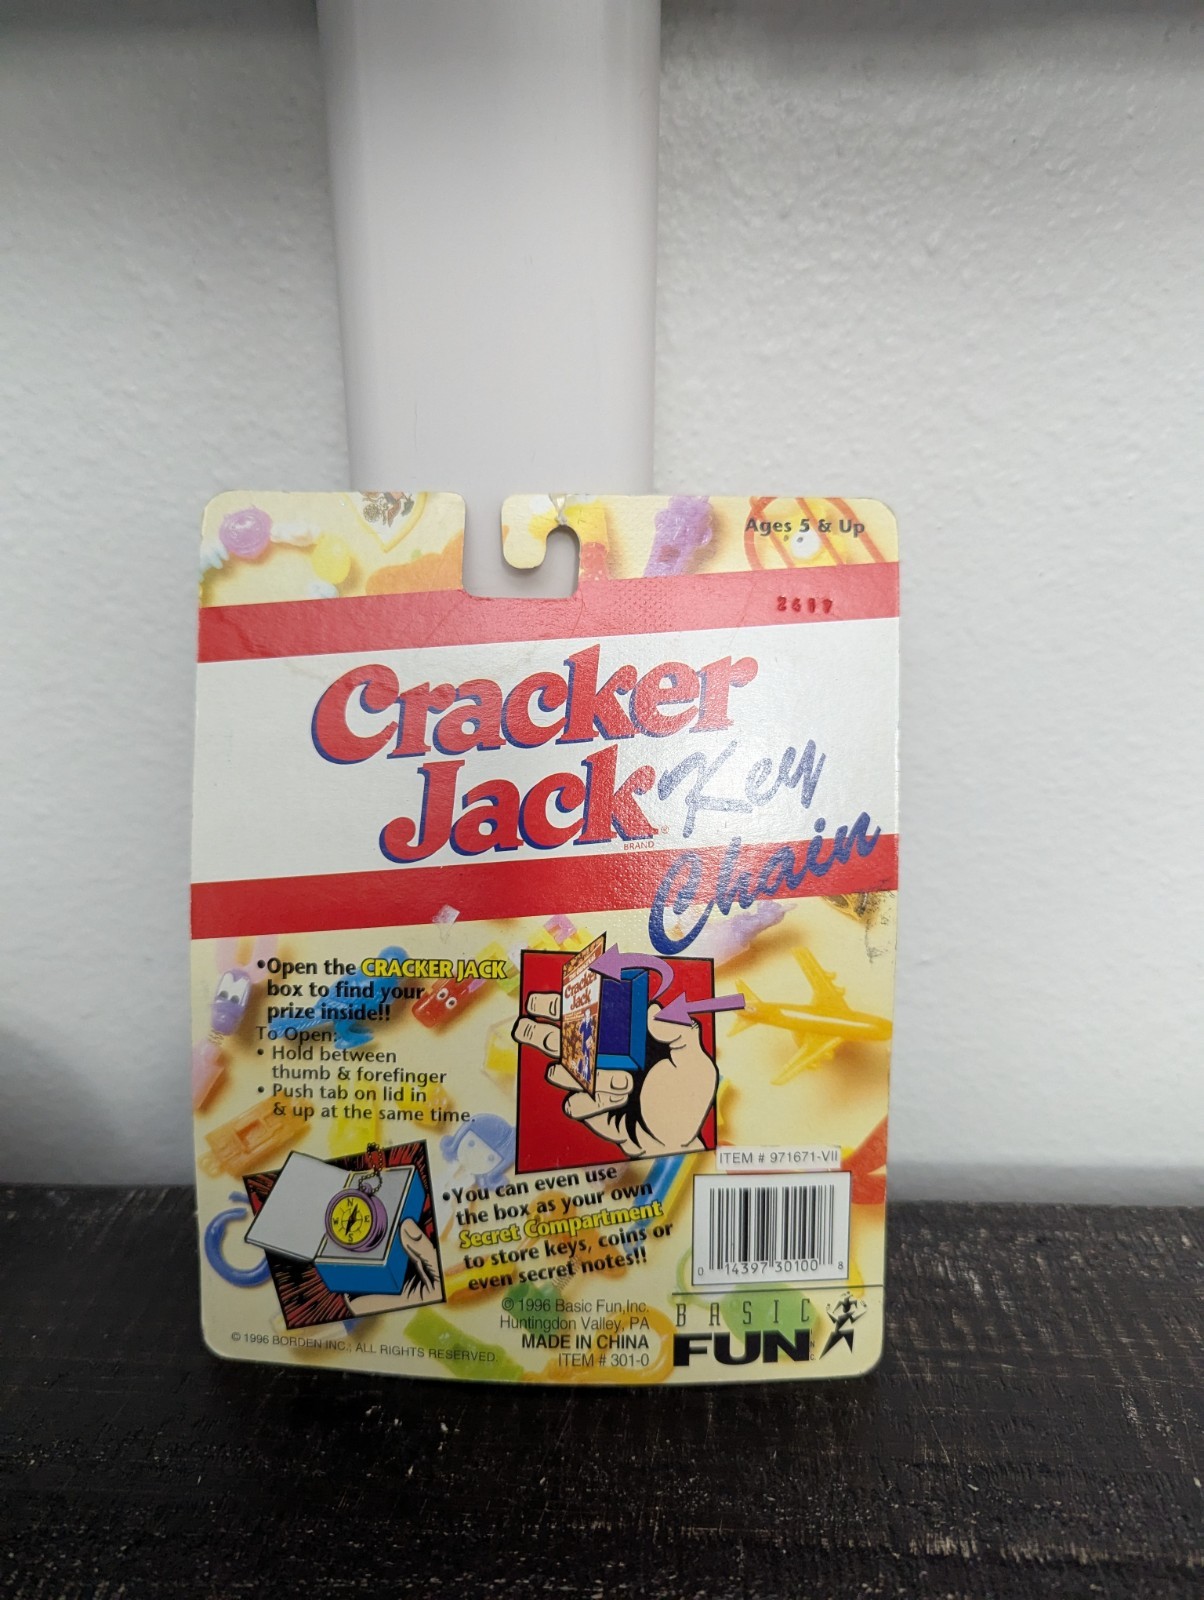 Ages 5 & Up
Cracker
Jack®
BRAND
Key
Chain
•Open the CRACKER JACK
box to find your
prize inside!!
To Open:
• Hold between
thumb & forefinger
• Push tab on lid in
& up at the same time.
Cracker
Jack
N
W E
S
•You can even use
the box as your own
Secret Compartment
to store keys, coins or
even secret notes!!
ITEM # 971671-VII
0 14397 30100 8
© 1996 Basic Fun, Inc.
Huntingdon Valley, PA
MADE IN CHINA
ITEM # 301-0
BASIC
FUN INC
© 1996 BORDEN INC.; ALL RIGHTS RESERVED.